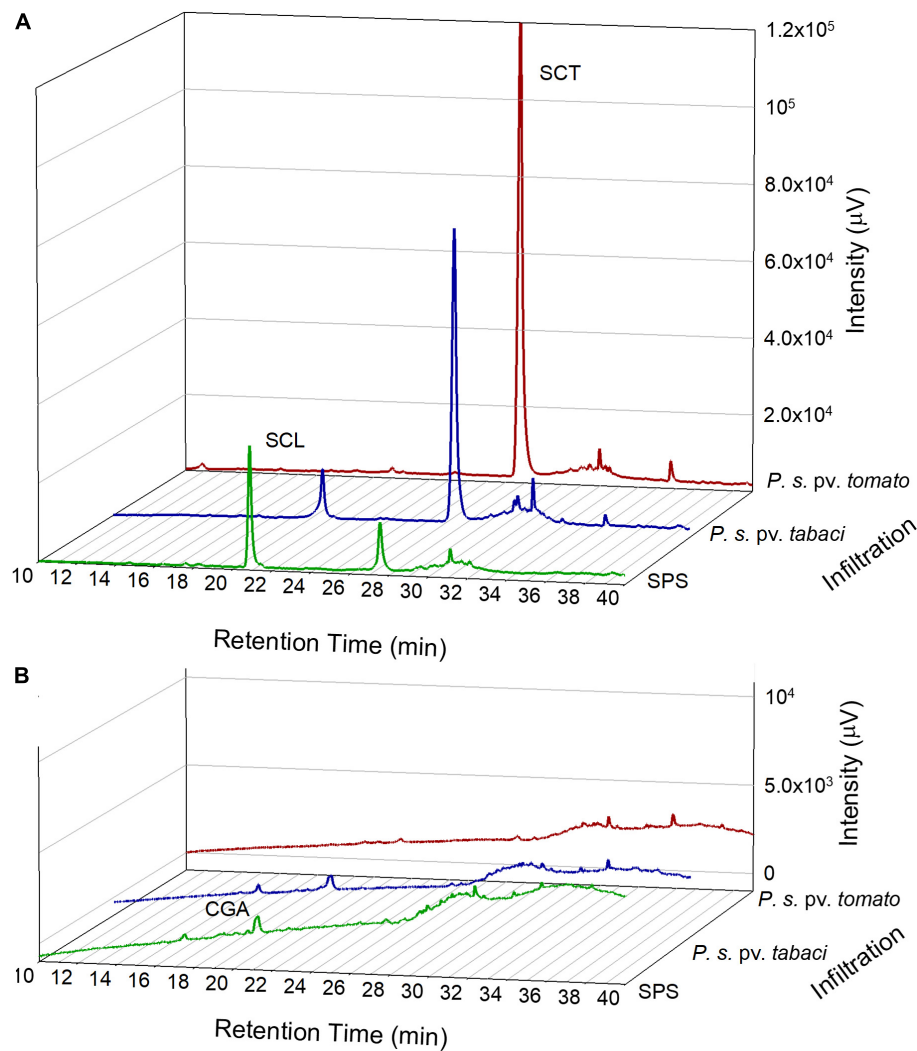 A
1.2x10⁵
SCT
10⁵
8.0x10⁴
Intensity (μV)
6.0x10⁴
4.0x10⁴
2.0x10⁴
SCL
P. s. pv. tomato
P. s. pv. tabaci
SPS
Infiltration
10 12 14 16 18 20 22 24 26 28 30 32 34 36 38 40
Retention Time (min)
B
10⁴
Intensity (μV)
5.0x10³
0
CGA
P. s. pv. tomato
P. s. pv. tabaci
SPS
Infiltration
10 12 14 16 18 20 22 24 26 28 30 32 34 36 38 40
Retention Time (min)